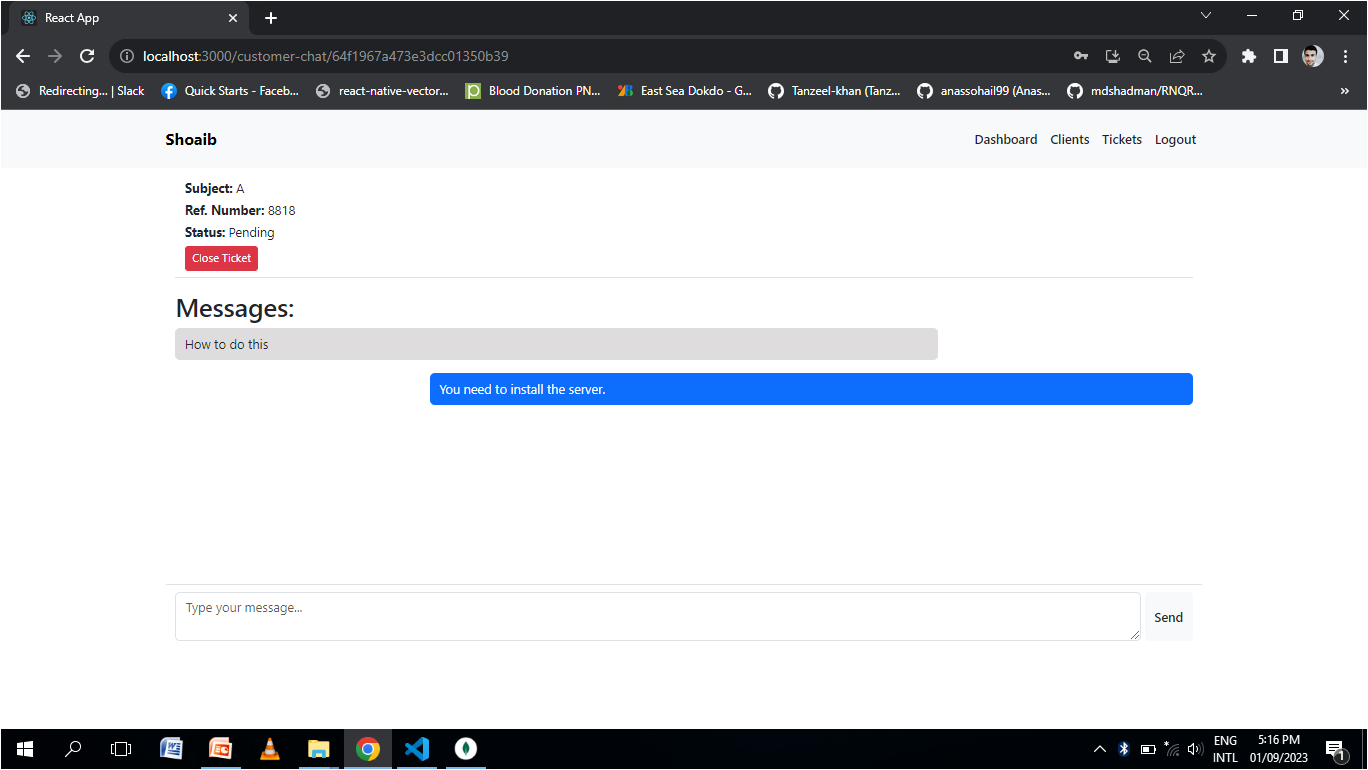 React App
localhost:3000/customer-chat/64f1967a473e3dcc01350b39
Redirecting... | Slack Quick Starts - Faceb... react-native-vector... Blood Donation PN... East Sea Dokdo - G... Tanzeel-khan (Tanz... anassohail99 (Anas... mdshadman/RNQR... »
Shoaib Dashboard Clients Tickets Logout
Subject: A
Ref. Number: 8818
Status: Pending
Close Ticket
Messages:
How to do this
You need to install the server.
Type your message...
Send
ENG 5:16 PM
INTL 01/09/2023 1